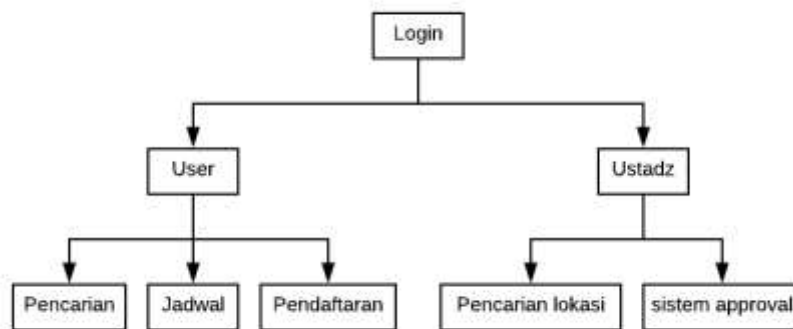 Login
User
Ustadz
Pencarian
Jadwal
Pendaftaran
Pencarian lokasi
sistem approval